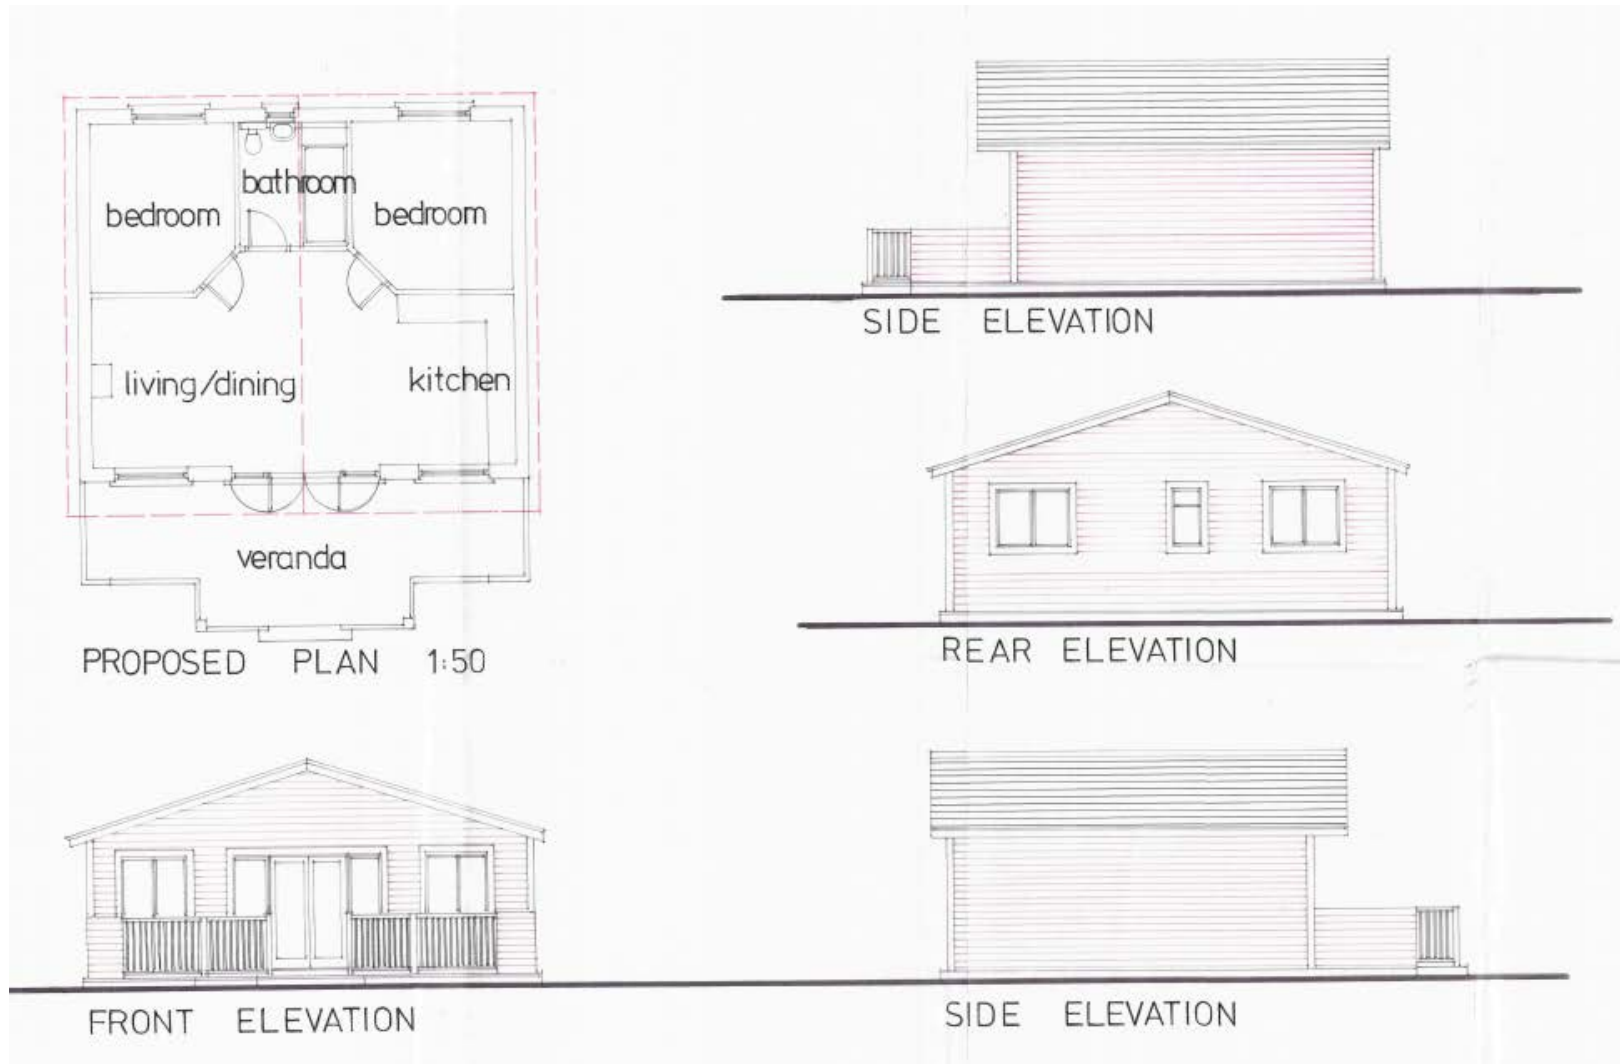 bathroom
bedroom
bedroom
living/dining
kitchen
veranda
PROPOSED PLAN 1:50
SIDE ELEVATION
REAR ELEVATION
FRONT ELEVATION
SIDE ELEVATION